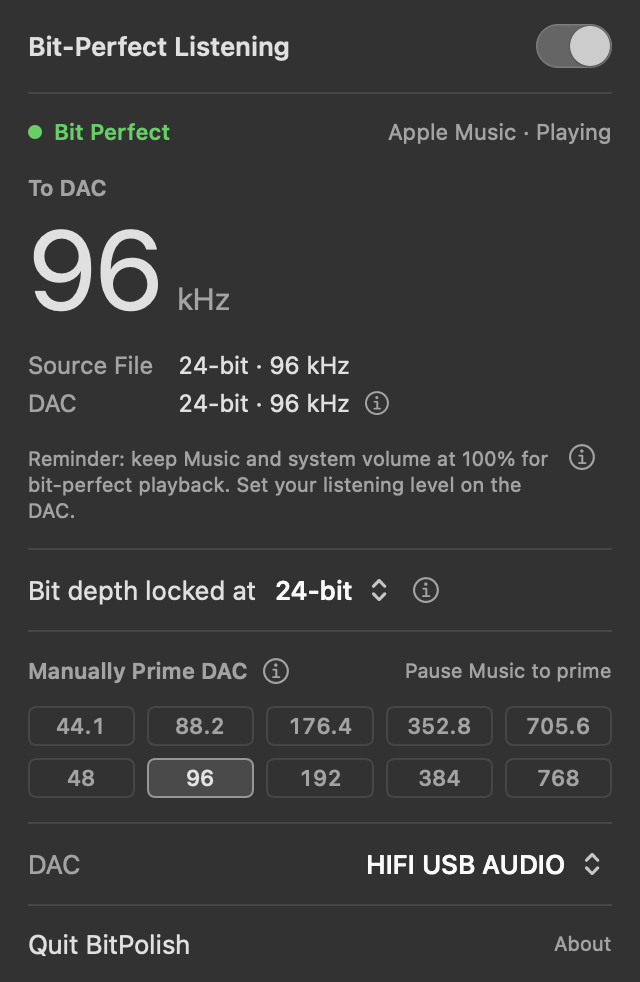 Bit-Perfect Listening
Bit Perfect
Apple Music · Playing
To DAC
96 kHz
Source File 24-bit · 96 kHz
DAC 24-bit · 96 kHz
Reminder: keep Music and system volume at 100% for
bit-perfect playback. Set your listening level on the
DAC.
Bit depth locked at 24-bit
Manually Prime DAC
Pause Music to prime
44.1 88.2 176.4 352.8 705.6
48 96 192 384 768
DAC HIFI USB AUDIO
Quit BitPolish
About